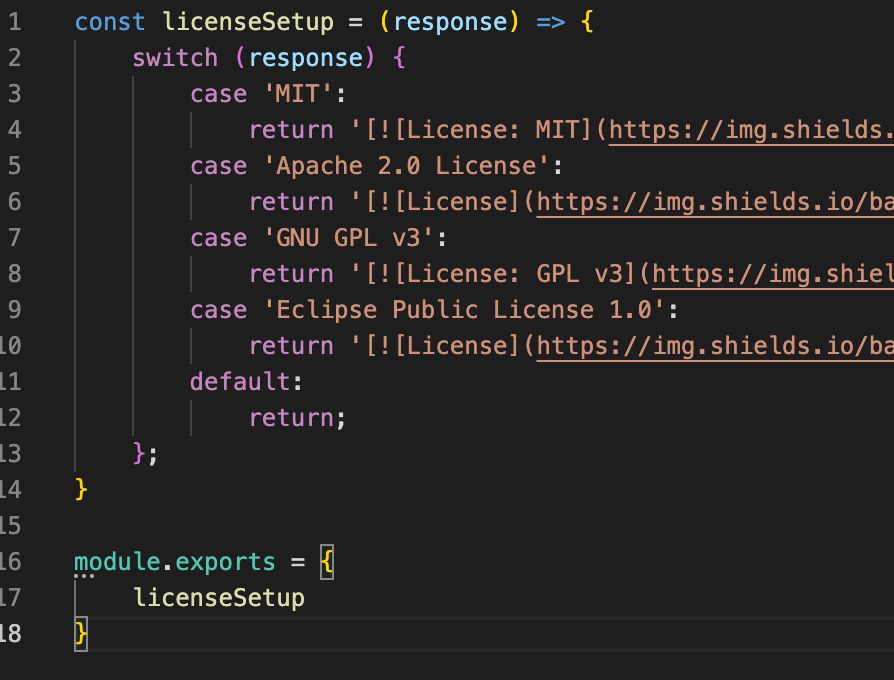 1 const licenseSetup = (response) => {
2 switch (response) {
3 case 'MIT':
4 return '[![License: MIT](https://img.shields.
5 case 'Apache 2.0 License':
6 return '[![License](https://img.shields.io/ba
7 case 'GNU GPL v3':
8 return '[![License: GPL v3](https://img.shiel
9 case 'Eclipse Public License 1.0':
10 return '[![License](https://img.shields.io/ba
11 default:
12 return;
13 };
14 }
15
16 module.exports = {
17 licenseSetup
18 }